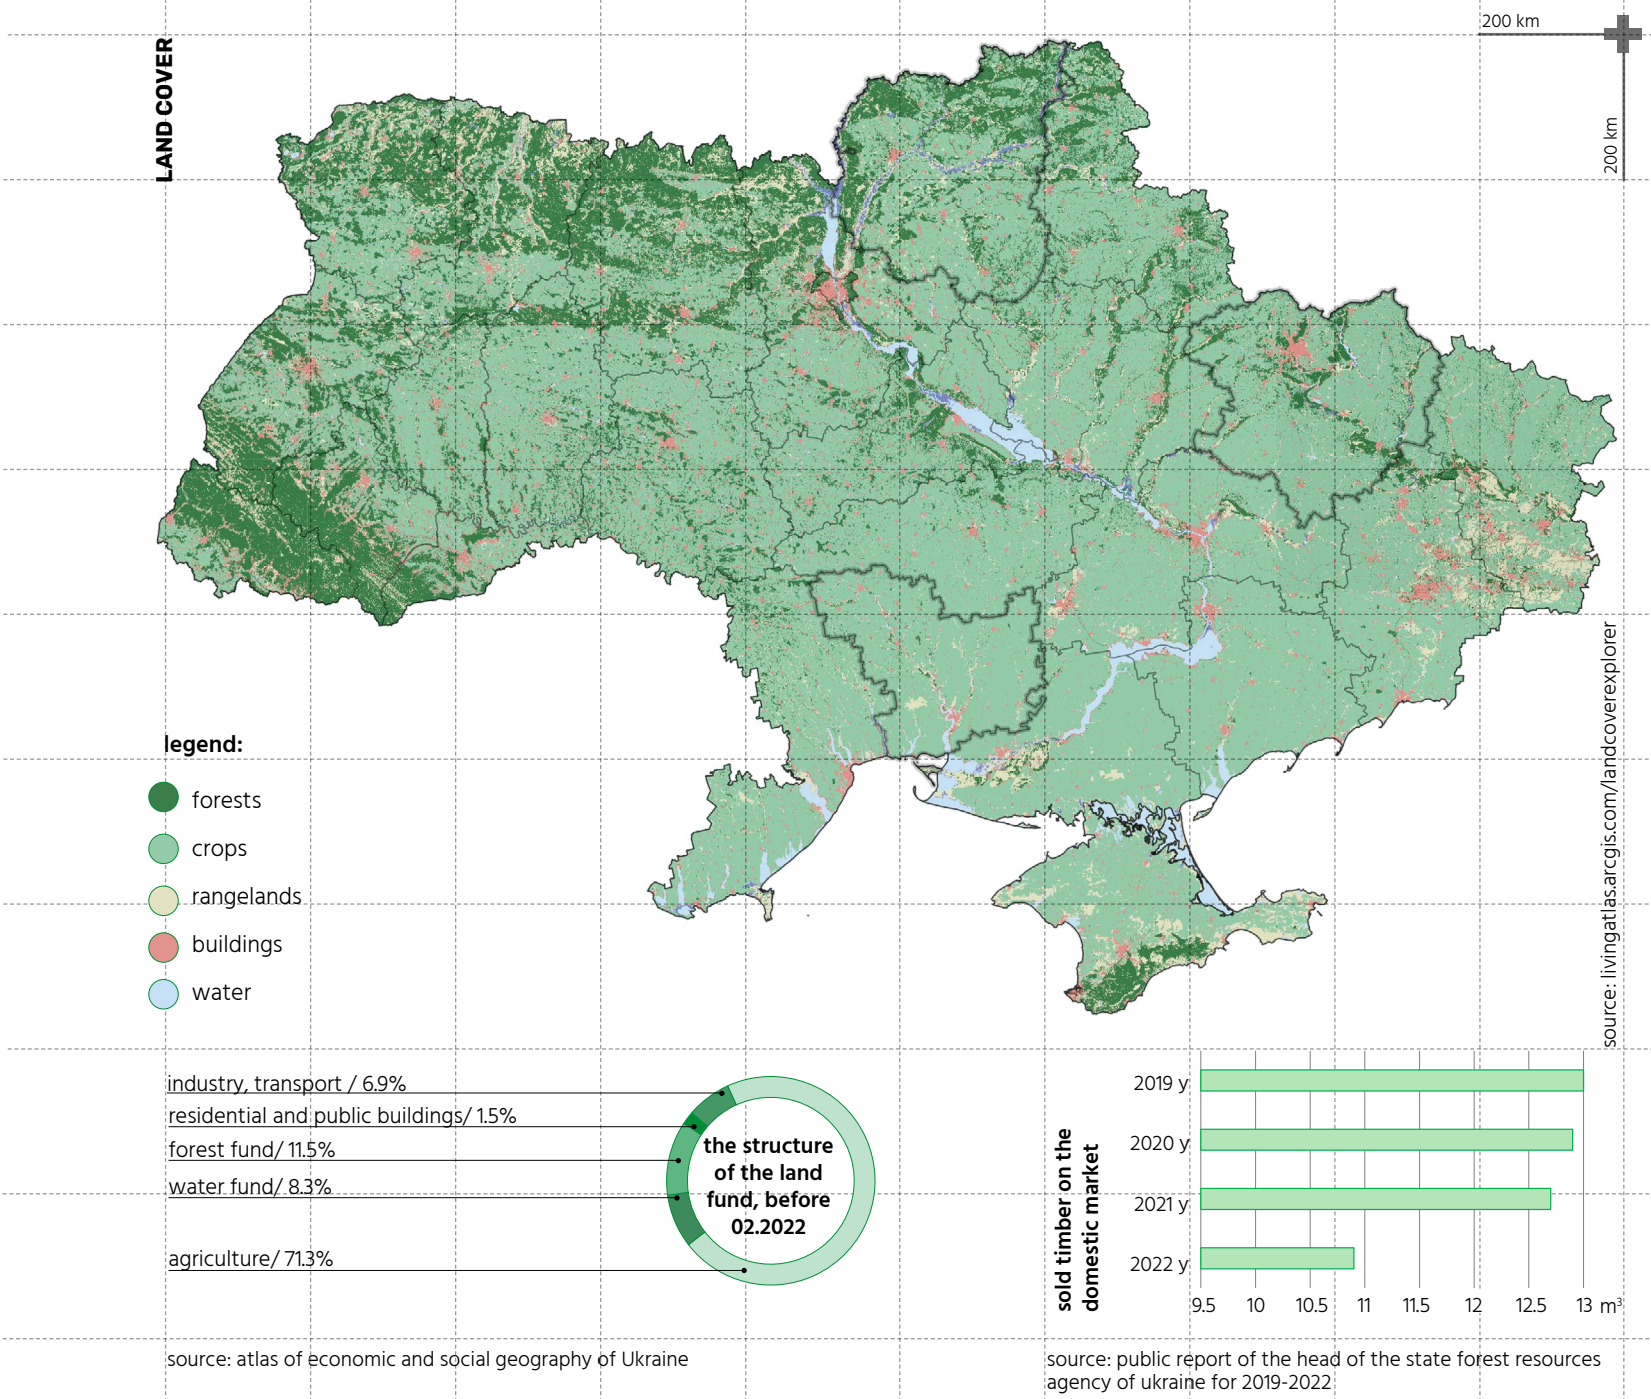 LAND COVER
200 km
200 km
legend:
forests
crops
rangelands
buildings
water
source: livingatlas.arcgis.com/landcoverexplorer
industry, transport / 6.9%
residential and public buildings/ 1.5%
forest fund/ 11.5%
water fund/ 8.3%
agriculture/ 71.3%
the structure
of the land
fund, before
02.2022
sold timber on the
domestic market
2019 y
2020 y
2021 y
2022 y
9.5 10 10.5 11 11.5 12 12.5 13 m³
source: atlas of economic and social geography of Ukraine
source: public report of the head of the state forest resources
agency of ukraine for 2019-2022